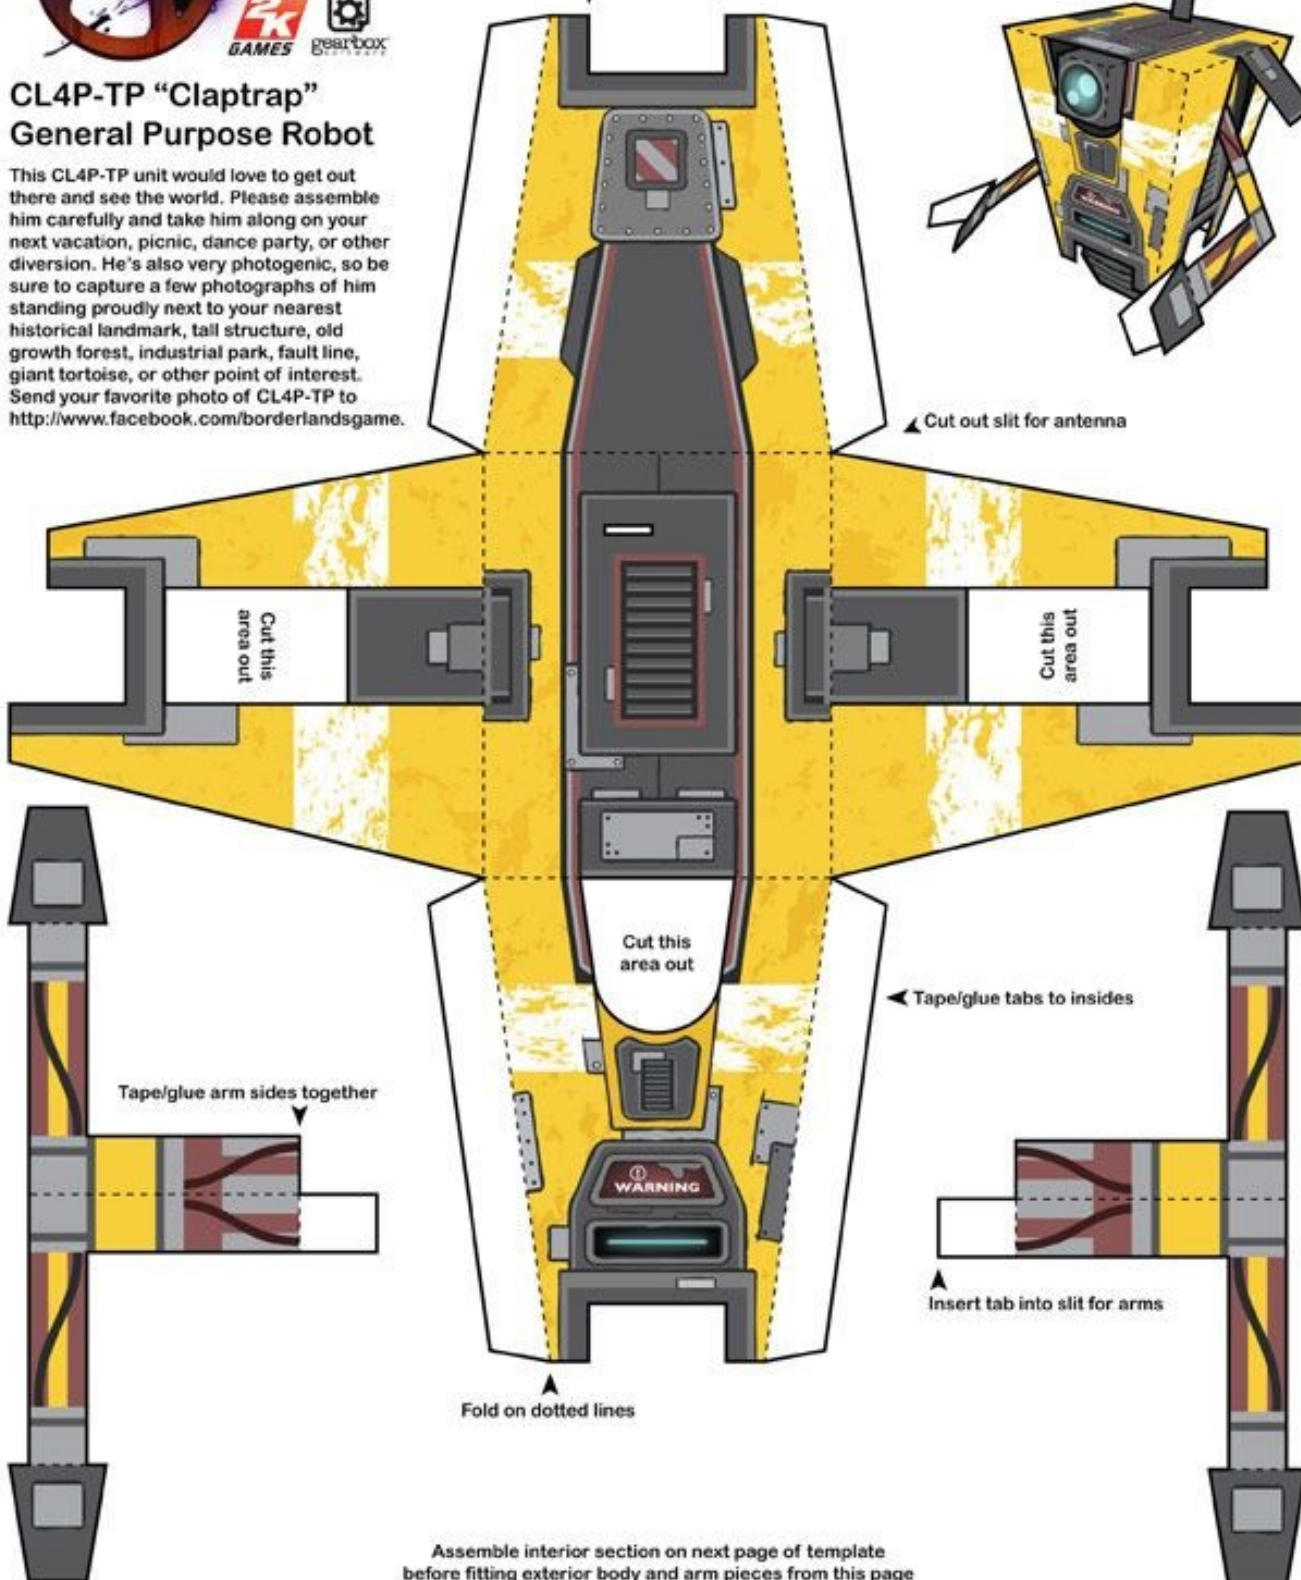 2K
GAMES
gearbox
software
CL4P-TP “Claptrap”
General Purpose Robot
This CL4P-TP unit would love to get out
there and see the world. Please assemble
him carefully and take him along on your
next vacation, picnic, dance party, or other
diversion. He's also very photogenic, so be
sure to capture a few photographs of him
standing proudly next to your nearest
historical landmark, tall structure, old
growth forest, industrial park, fault line,
giant tortoise, or other point of interest.
Send your favorite photo of CL4P-TP to
http://www.facebook.com/borderlandsgame.
WARNING
Cut out slit for antenna
Cut this
area out
Cut this
area out
Cut this
area out
Tape/glue tabs to insides
Tape/glue arm sides together
WARNING
Insert tab into slit for arms
Fold on dotted lines
Assemble interior section on next page of template
before fitting exterior body and arm pieces from this page